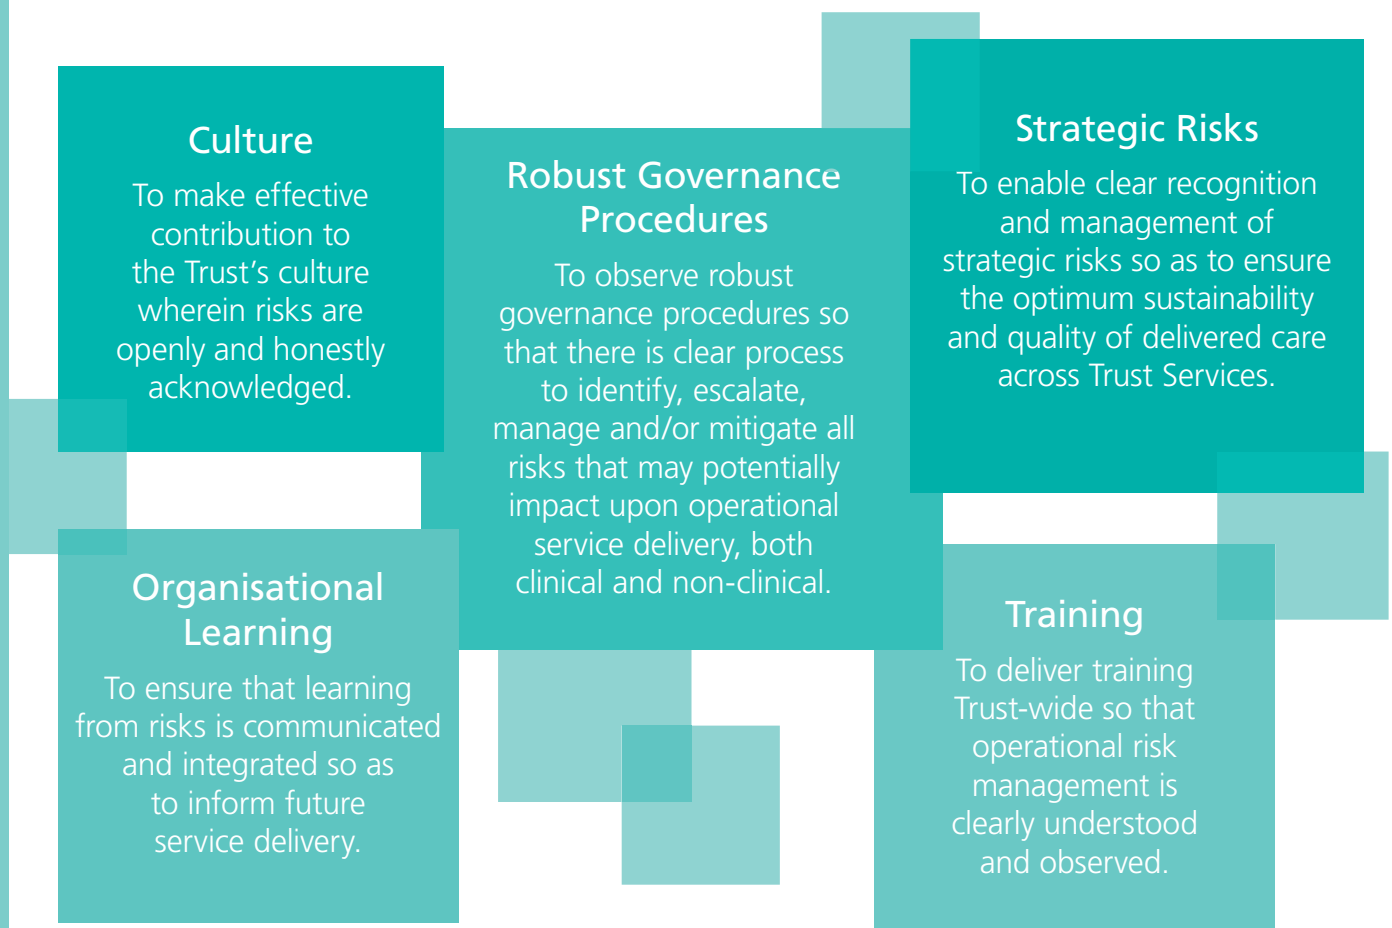 Culture
To make effective
contribution to
the Trust’s culture
wherein risks are
openly and honestly
acknowledged.
Robust Governance
Procedures
To observe robust
governance procedures so
that there is clear process
to identify, escalate,
manage and/or mitigate all
risks that may potentially
impact upon operational
service delivery, both
clinical and non-clinical.
Strategic Risks
To enable clear recognition
and management of
strategic risks so as to ensure
the optimum sustainability
and quality of delivered care
across Trust Services.
Organisational
Learning
To ensure that learning
from risks is communicated
and integrated so as
to inform future
service delivery.
Training
To deliver training
Trust-wide so that
operational risk
management is
clearly understood
and observed.